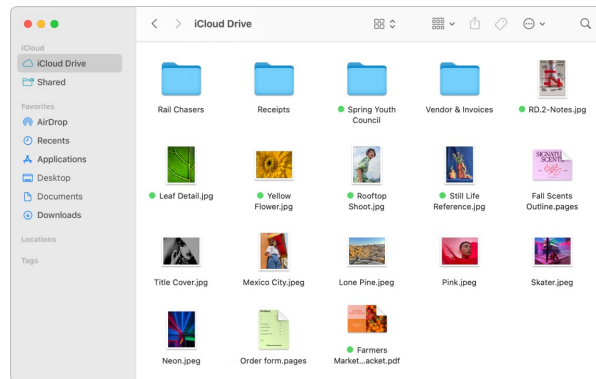 iCloud Drive
iCloud
iCloud Drive
Shared
Favorites
AirDrop
Recents
Applications
Desktop
Documents
Downloads
Locations
Tags
Rail Chasers
Receipts
Spring Youth
Council
Vendor & Invoices
RD.2-Notes.jpg
Leaf Detail.jpg
Yellow
Flower.jpg
Rooftop
Shoot.jpg
Still Life
Reference.jpg
SIGNATU
SCENT
Fall Scents
Outline.pages
Title Cover.jpg
Mexico City.jpeg
Lone Pine.jpeg
Pink.jpeg
Skater.jpeg
Neon.jpeg
Order form.pages
Farmers
Market...acket.pdf